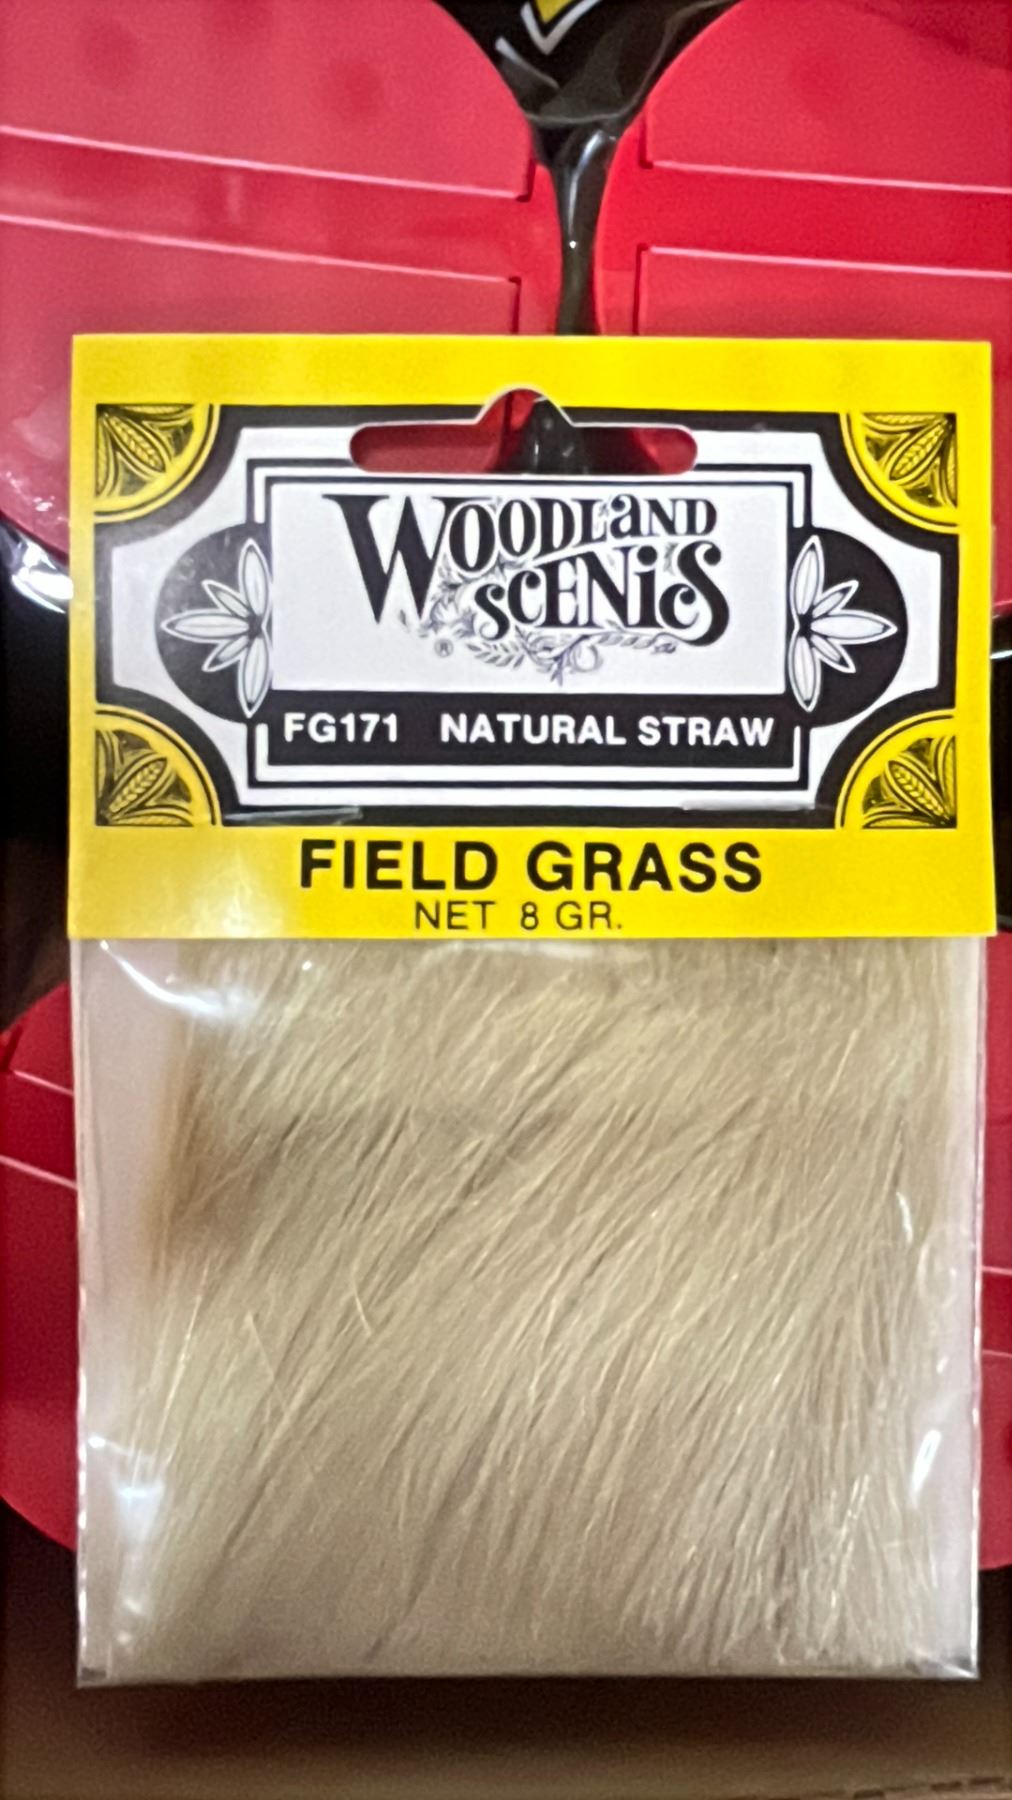 WOODLAND
SCENICS
®
FG171 NATURAL STRAW
FIELD GRASS
NET 8 GR.